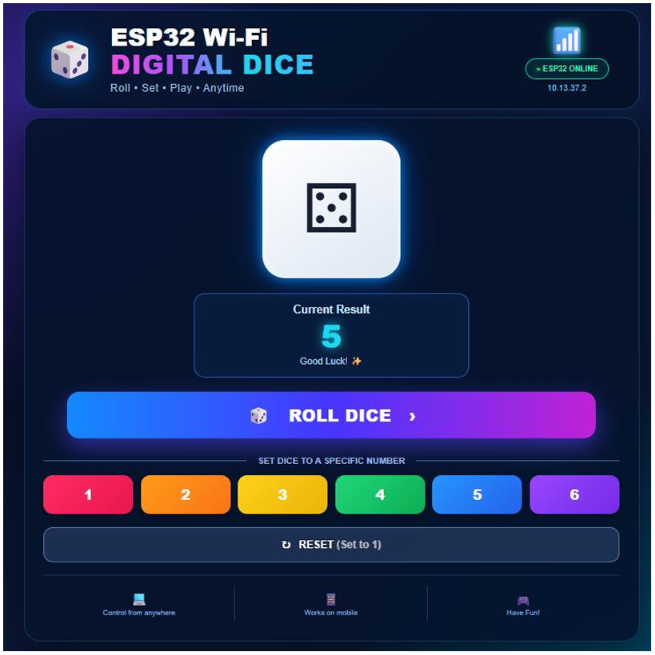 ESP32 Wi-Fi
DIGITAL DICE
Roll • Set • Play • Anytime
ESP32 ONLINE
10.13.37.2
Current Result
5
Good Luck! ✨
ROLL DICE ›
SET DICE TO A SPECIFIC NUMBER
1 2 3 4 5 6
↻ RESET (Set to 1)
Control from anywhere
Works on mobile
Have Fun!